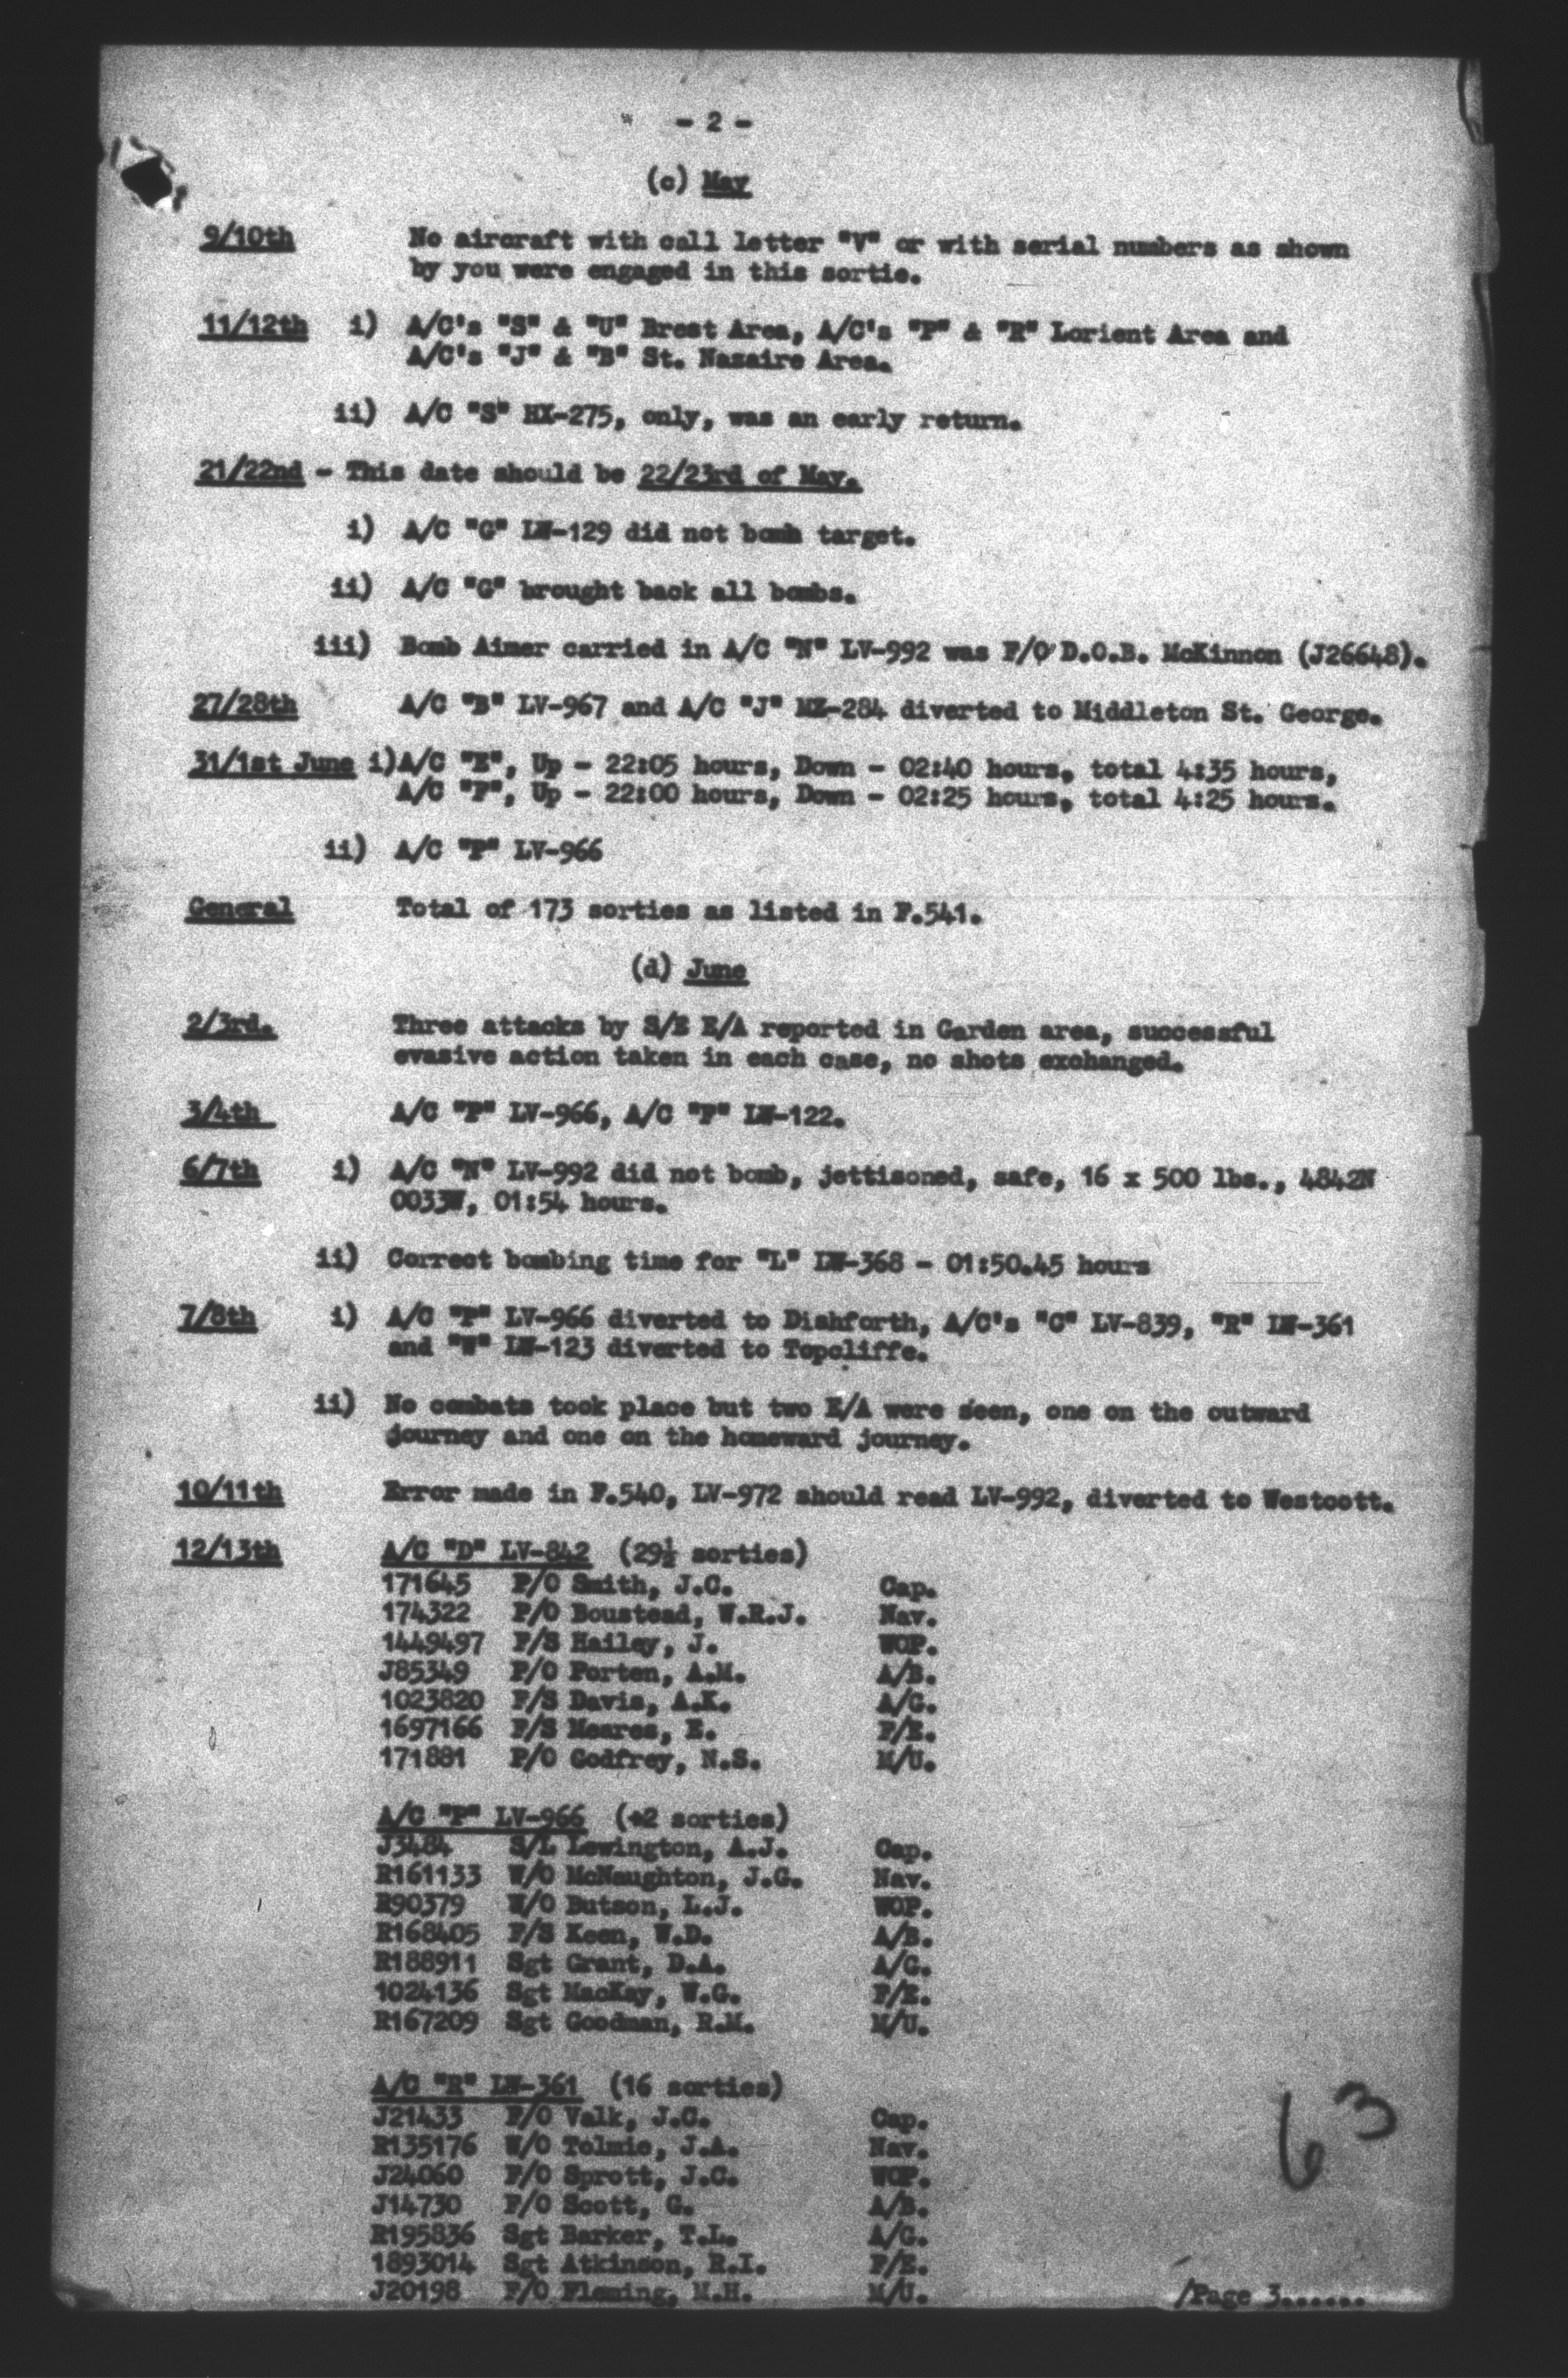 - 2 -
(c) May
9/10th No aircraft with call letter "V" or with serial numbers as shown
by you were engaged in this sortie.
11/12th i) A/C's "S" & "U" Brest Area, A/C's "P" & "R" Lorient Area and
A/C's "J" & "B" St. Nazaire Area.
ii) A/C "S" HX-275, only, was an early return.
21/22nd - This date should be 22/23rd of May.
i) A/C "G" LW-129 did not bomb target.
ii) A/C "G" brought back all bombs.
iii) Bomb Aimer carried in A/C "N" LV-992 was F/O D.O.B. McKinnon (J26648).
27/28th A/C "B" LV-967 and A/C "J" MZ-284 diverted to Middleton St. George.
31/1st June i) A/C "E", Up - 22:05 hours, Down - 02:40 hours, total 4:35 hours,
A/C "F", Up - 22:00 hours, Down - 02:25 hours, total 4:25 hours.
ii) A/C "P" LV-966
General Total of 173 sorties as listed in F.541.
(d) June
2/3rd. Three attacks by S/E E/A reported in Garden area, successful
evasive action taken in each case, no shots exchanged.
3/4th A/C "P" LV-966, A/C "F" LW-122.
6/7th i) A/C "N" LV-992 did not bomb, jettisoned, safe, 16 x 500 lbs., 4842N
0033W, 01:54 hours.
ii) Correct bombing time for "L" LW-368 - 01:50.45 hours
7/8th i) A/C "P" LV-966 diverted to Dishforth, A/C's "C" LV-839, "R" LW-361
and "W" LW-123 diverted to Topcliffe.
ii) No combats took place but two E/A were seen, one on the outward
journey and one on the homeward journey.
10/11th Error made in F.540, LV-972 should read LV-992, diverted to Westcott.
12/13th A/C "D" LV-842 (29½ sorties)
171645 P/O Smith, J.C. Cap.
174322 P/O Boustead, W.R.J. Nav.
1449497 F/S Hailey, J. WOP.
J85349 P/O Forten, A.M. A/B.
1023820 F/S Davis, A.K. A/G.
1697166 F/S Meares, E. F/E.
171881 P/O Godfrey, N.S. M/U.
A/C "P" LV-966 (+2 sorties)
J3484 S/L Lewington, A.J. Cap.
R161133 W/O McNaughton, J.G. Nav.
R90379 W/O Butson, L.J. WOP.
R168405 F/S Keen, W.D. A/B.
R188911 Sgt Grant, D.A. A/G.
1024136 Sgt MacKay, W.G. F/E.
R167209 Sgt Goodman, R.M. M/U.
A/C "R" LW-361 (16 sorties)
J21433 F/O Valk, J.C. Cap.
R135176 W/O Tolmie, J.A. Nav.
J24060 F/O Sprott, J.C. WOP.
J14730 F/O Scott, G. A/B.
R195836 Sgt Barker, T.L. A/G.
1893014 Sgt Atkinson, R.I. F/E.
J20198 F/O Fleming, M.H. M/U.
63
/Page 3......